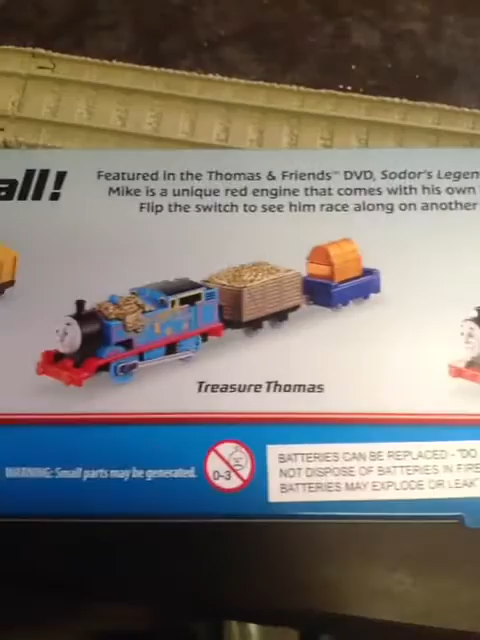 all!
Featured in the Thomas & Friends™ DVD, Sodor's Legen
Mike is a unique red engine that comes with his own
Flip the switch to see him race along on another
Treasure Thomas
WARNING: Small parts may be generated.
0-3
BATTERIES CAN BE REPLACED - "DO
NOT DISPOSE OF BATTERIES IN FIRE
BATTERIES MAY EXPLODE OR LEAK"